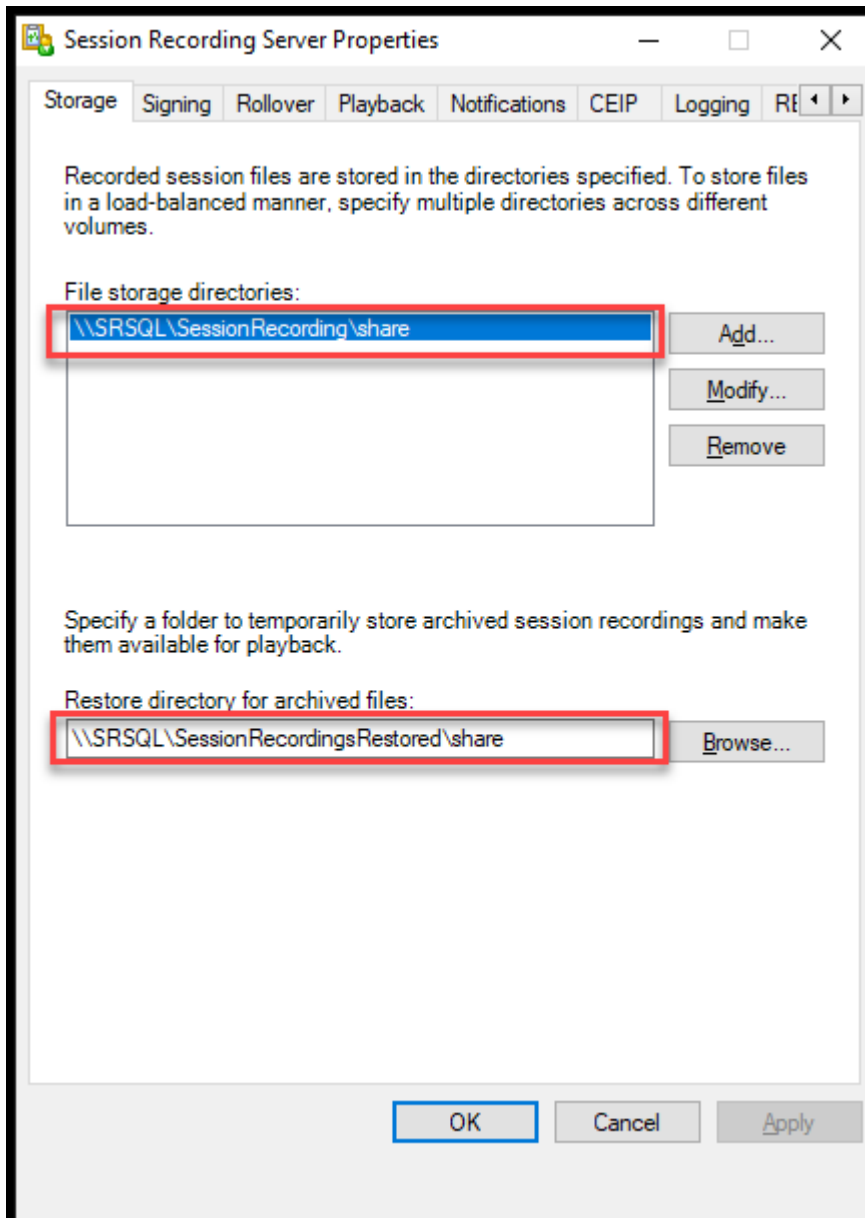 Session Recording Server Properties
Storage Signing Rollover Playback Notifications CEIP Logging
Recorded session files are stored in the directories specified. To store files
in a load-balanced manner, specify multiple directories across different
volumes.
File storage directories:
\\SRSQL\SessionRecording\share
Add...
Modify...
Remove
Specify a folder to temporarily store archived session recordings and make
them available for playback.
Restore directory for archived files:
\\SRSQL\SessionRecordingsRestored\share
Browse...
OK Cancel Apply